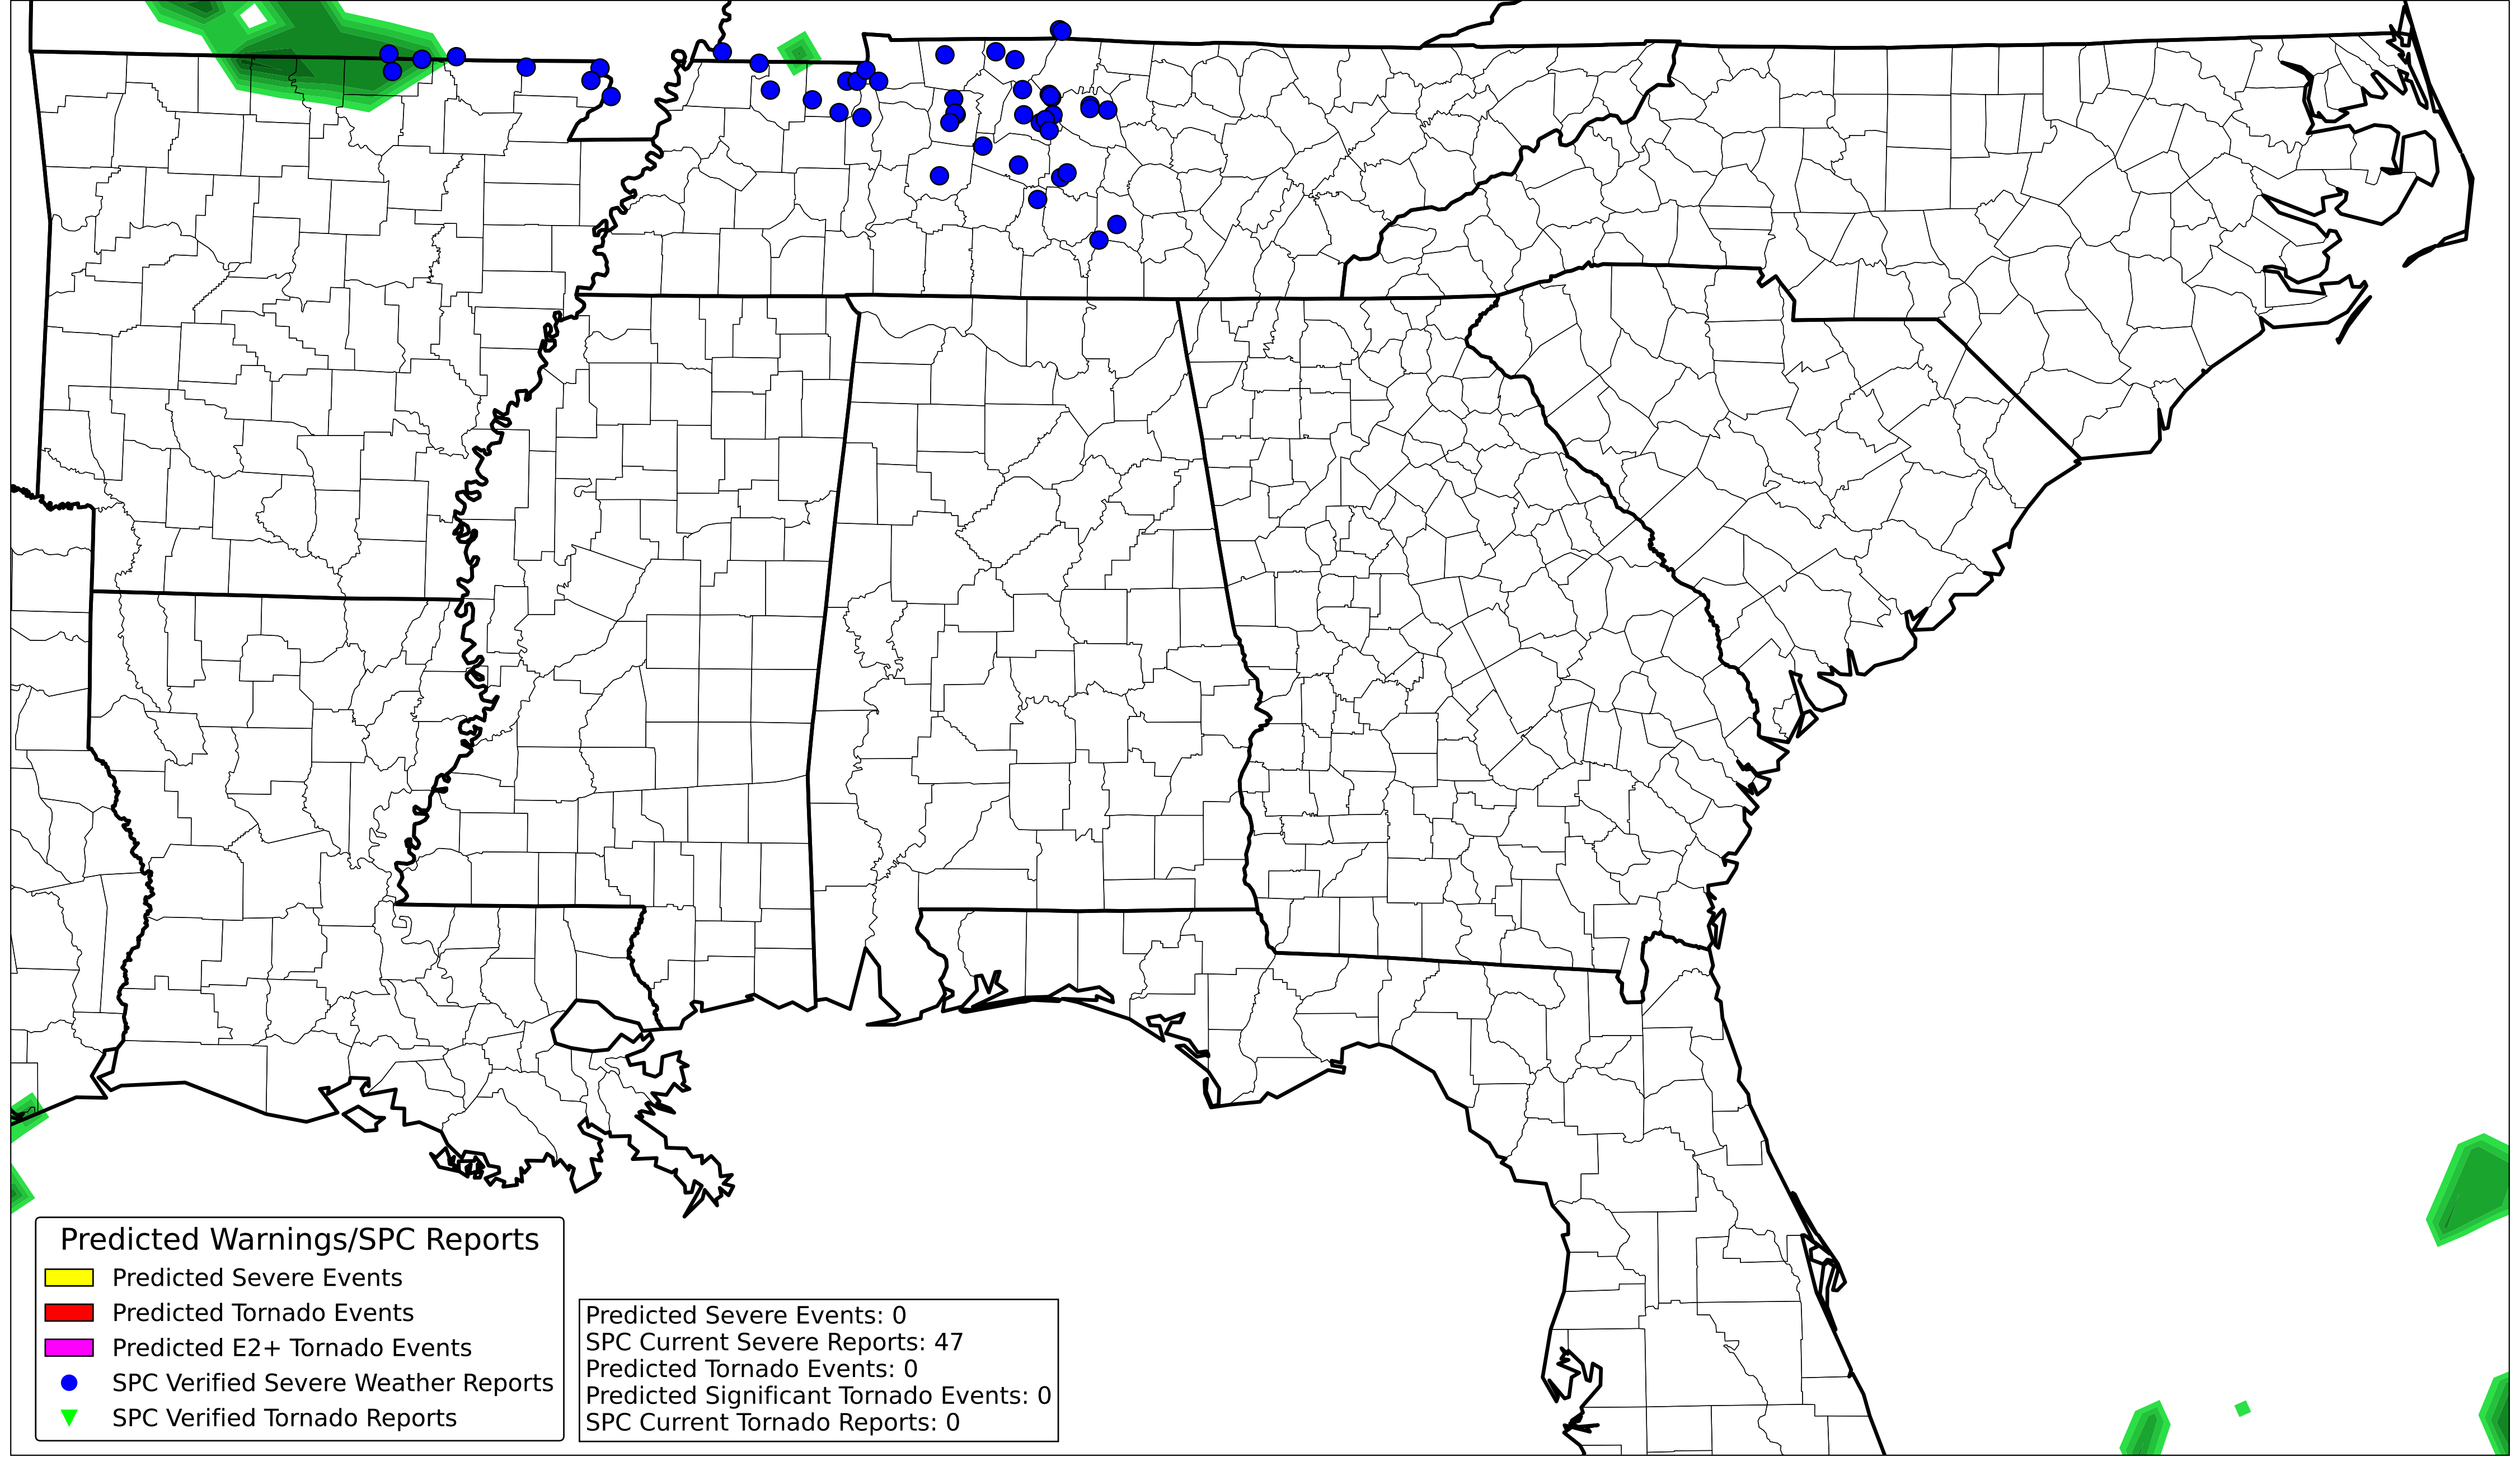 Predicted Warnings/SPC Reports
Predicted Severe Events
Predicted Tornado Events
Predicted E2+ Tornado Events
SPC Verified Severe Weather Reports
SPC Verified Tornado Reports
Predicted Severe Events: 0
SPC Current Severe Reports: 47
Predicted Tornado Events: 0
Predicted Significant Tornado Events: 0
SPC Current Tornado Reports: 0